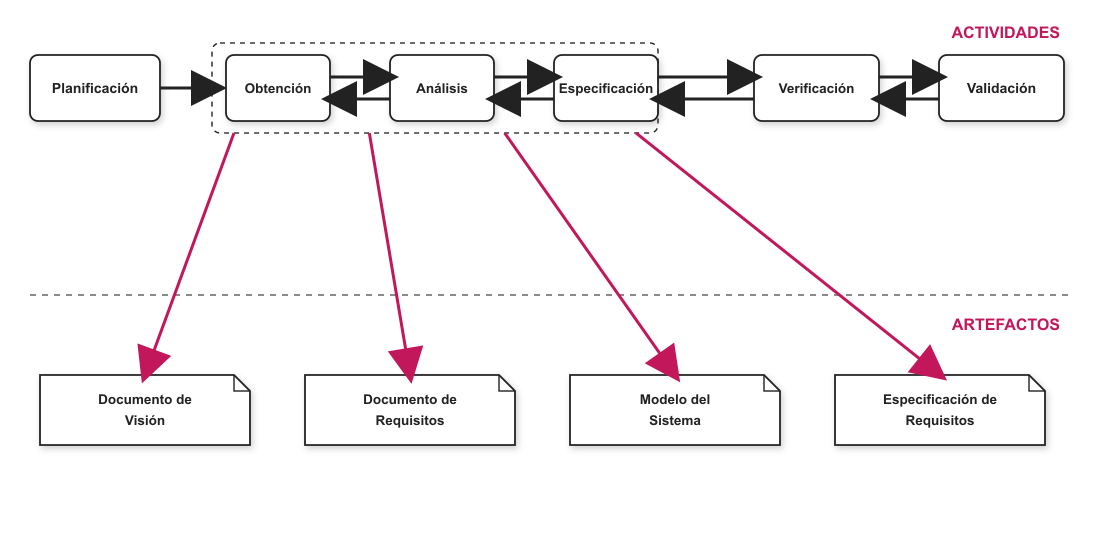 ACTIVIDADES
Planificación
Obtención
Análisis
Especificación
Verificación
Validación
ARTEFACTOS
Documento de
Visión
Documento de
Requisitos
Modelo del
Sistema
Especificación de
Requisitos